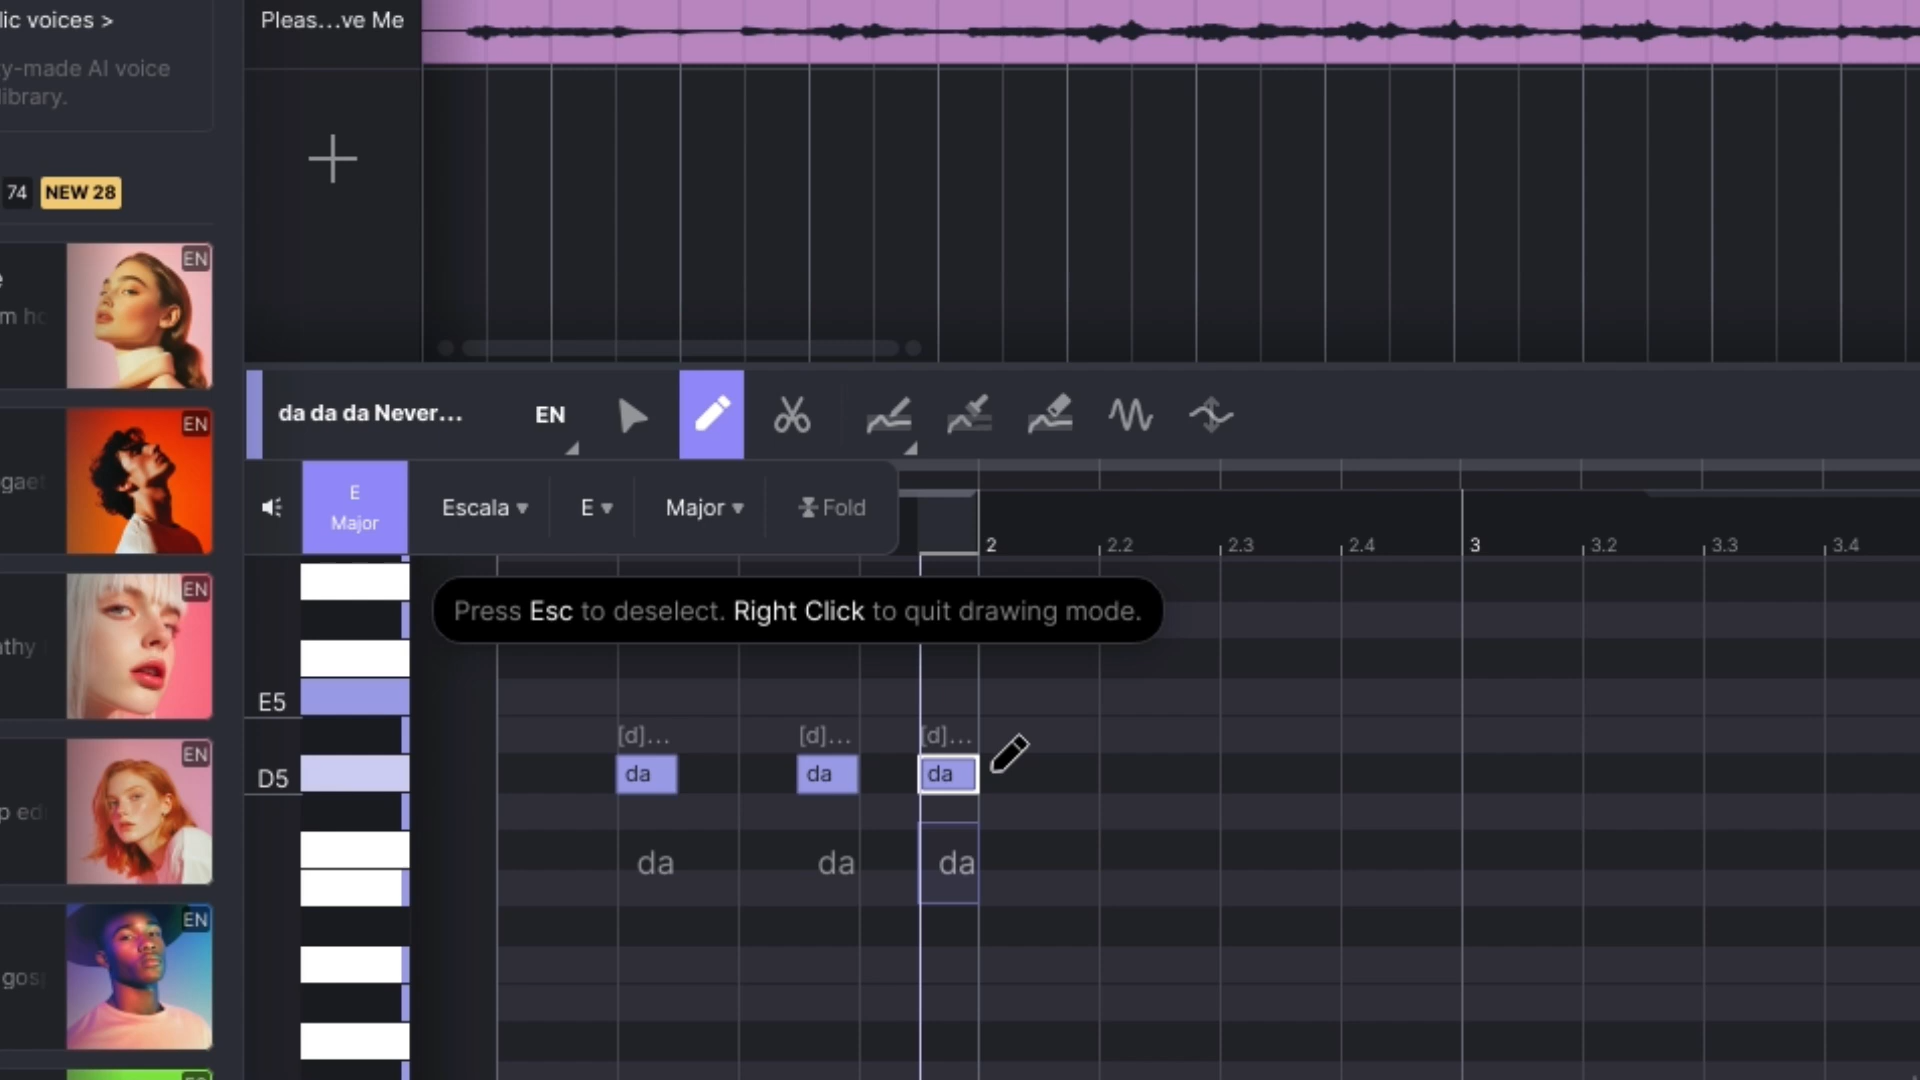 lic voices >
Pleas...ve Me
y-made AI voice
library.
74 NEW 28
EN
m ho
EN
gaet
EN
athy
EN
p edi
EN
gosp
da da da Never... EN
E
Major
Escala E Major Fold
2 2.2 2.3 2.4 3 3.2 3.3 3.4
Press Esc to deselect. Right Click to quit drawing mode.
E5
[d]... [d]... [d]...
D5 da da da
da da da